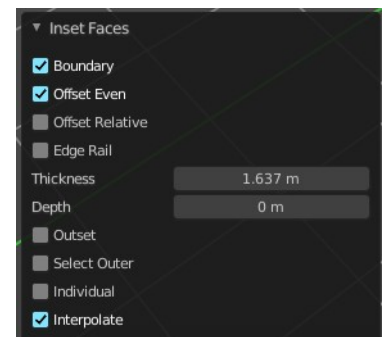 Inset Faces
Boundary
Offset Even
Offset Relative
Edge Rail
Thickness 1.637 m
Depth 0 m
Outset
Select Outer
Individual
Interpolate